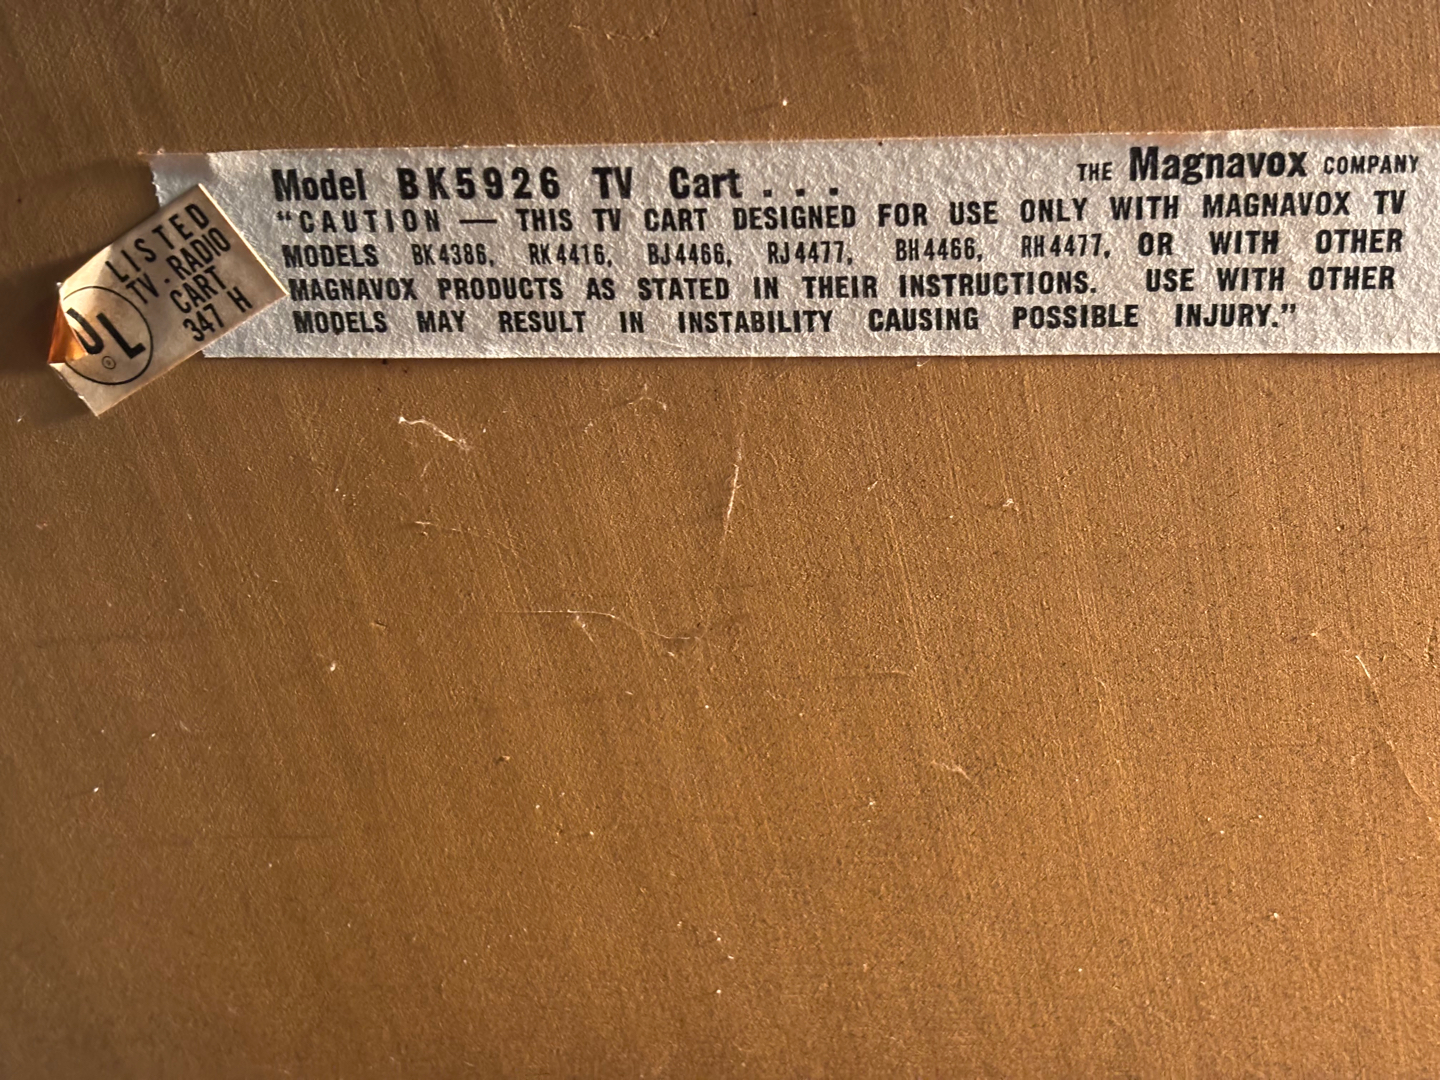 Model BK5926 TV Cart . . . THE Magnavox COMPANY
“CAUTION — THIS TV CART DESIGNED FOR USE ONLY WITH MAGNAVOX TV
MODELS BK4386, RK4416, BJ4466, RJ4477, BH4466, RH4477, OR WITH OTHER
MAGNAVOX PRODUCTS AS STATED IN THEIR INSTRUCTIONS. USE WITH OTHER
MODELS MAY RESULT IN INSTABILITY CAUSING POSSIBLE INJURY.”
LISTED
TV - RADIO
CART
347 H
UL
®